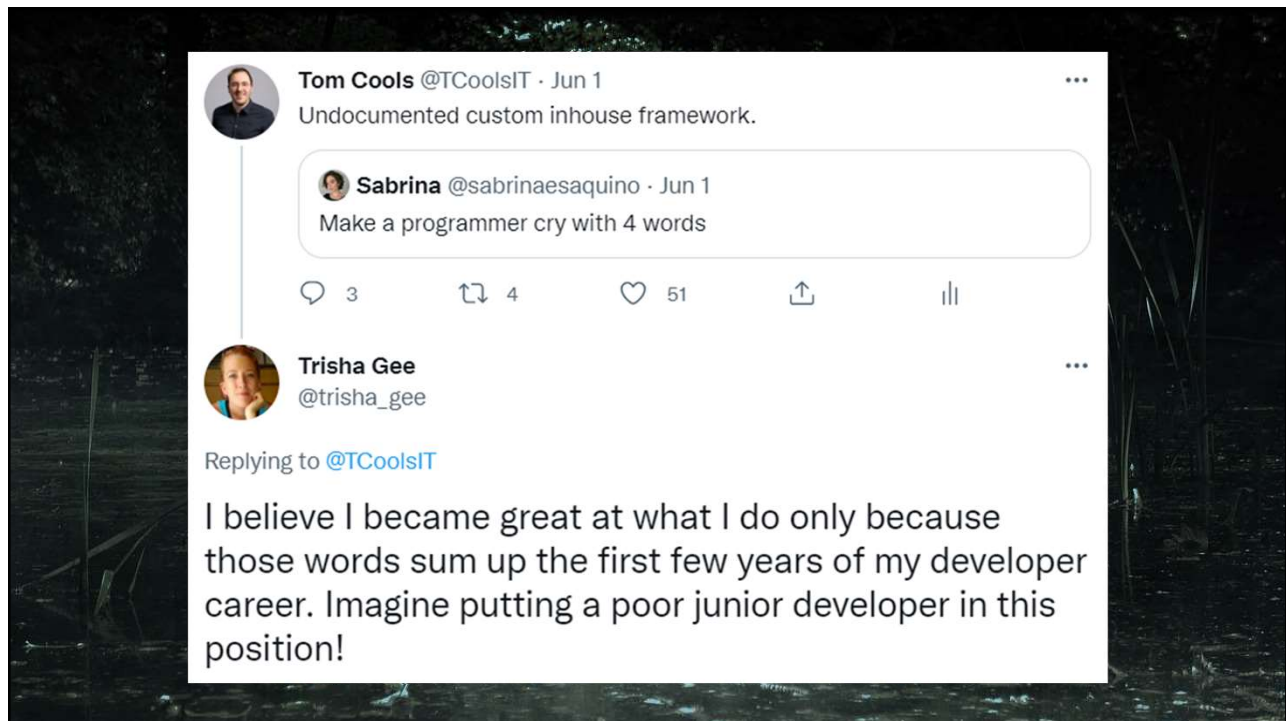 Tom Cools @TCoolsIT · Jun 1
Undocumented custom inhouse framework.
Sabrina @sabrinaesaquino · Jun 1
Make a programmer cry with 4 words
3 4 51
Trisha Gee
@trisha_gee
Replying to @TCoolsIT
I believe I became great at what I do only because
those words sum up the first few years of my developer
career. Imagine putting a poor junior developer in this
position!